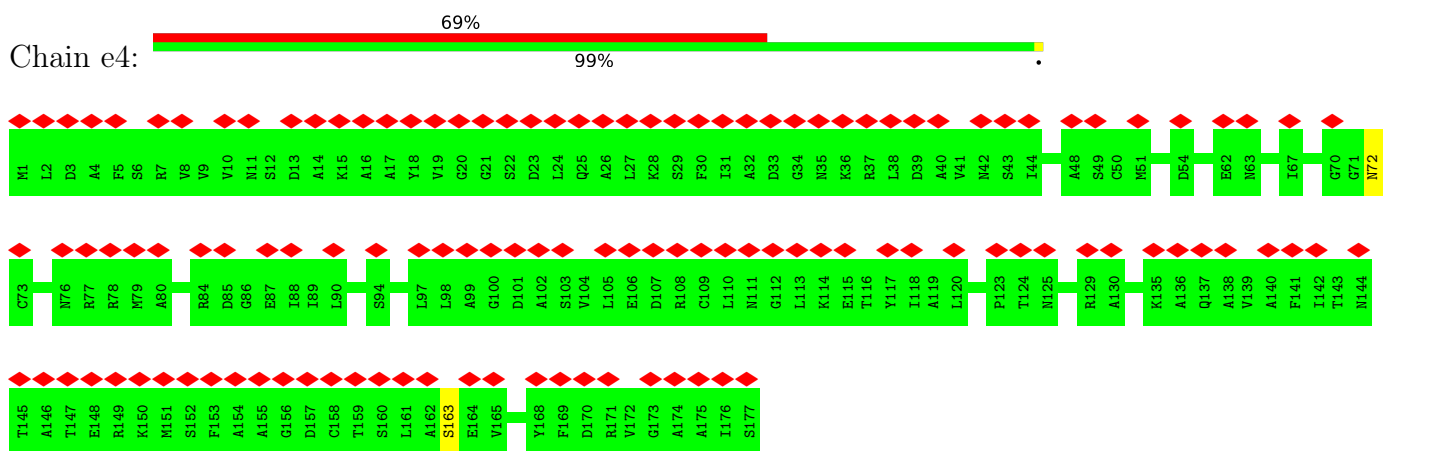 69%
Chain e4:
99%
•
M1 L2 D3 A4 F5 S6 R7 V8 V9 V10 N11 S12 D13 A14 K15 A16 A17 Y18 V19 G20 G21 S22 D23 L24 Q25 A26 L27 K28 S29 F30 I31 A32 D33 G34 N35 K36 R37 L38 D39 A40 V41 N42 S43 I44 A48 S49 C50 M51 D54 E62 N63 I67 G70 G71 N72
C73 N76 R77 R78 M79 A80 R84 D85 G86 E87 I88 I89 L90 S94 L97 L98 A99 G100 D101 A102 S103 V104 L105 E106 D107 R108 C109 L110 N111 G112 L113 K114 E115 T116 Y117 I118 A119 L120 P123 T124 N125 R129 A130 K135 A136 Q137 A138 V139 A140 F141 I142 T143 N144
T145 A146 T147 E148 R149 K150 M151 S152 F153 A154 A155 G156 D157 C158 T159 S160 L161 A162 S163 E164 V165 Y168 F169 D170 R171 V172 G173 A174 A175 I176 S177